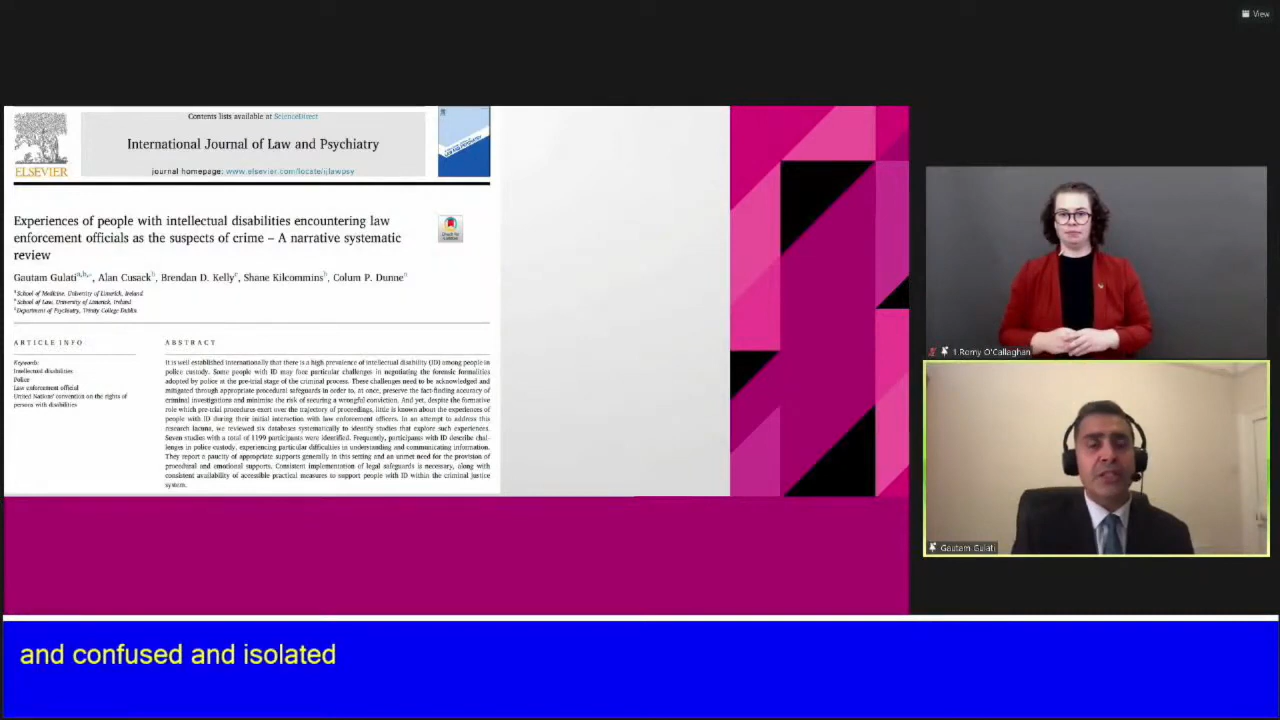 View
Contents lists available at ScienceDirect
International Journal of Law and Psychiatry
journal homepage: www.elsevier.com/locate/ijlawpsy
ELSEVIER
Experiences of people with intellectual disabilities encountering law
enforcement officials as the suspects of crime – A narrative systematic
review
Gautam Gulati, Alan Cusack, Brendan D. Kelly, Shane Kilcommins, Colum P. Dunne
School of Medicine, University of Limerick, Ireland
School of Law, University of Limerick, Ireland
Department of Psychiatry, Trinity College Dublin
ARTICLE INFO
Keywords:
Intellectual disabilities
Police
Law enforcement official
United Nations' convention on the rights of
persons with disabilities
ABSTRACT
It is well established internationally that there is a high prevalence of intellectual disability (ID) among people in
police custody. Some people with ID may face particular challenges in negotiating the forensic formalities
adopted by police at the pre-trial stage of the criminal process. These challenges need to be acknowledged and
mitigated through appropriate procedural safeguards in order to, at once, preserve the fact-finding accuracy of
criminal investigations and minimise the risk of securing a wrongful conviction. And yet, despite the formative
role which pre-trial procedures exert over the trajectory of proceedings, little is known about the experiences of
people with ID during their initial interaction with law enforcement officers. In an attempt to address this
research lacuna, we reviewed six databases systematically to identify studies that explore such experiences.
Seven studies with a total of 1199 participants were identified. Frequently, participants with ID describe chal-
lenges in police custody, experiencing particular difficulties in understanding and communicating information.
They report a paucity of appropriate supports generally in this setting and an unmet need for the provision of
procedural and emotional supports. Consistent implementation of legal safeguards is necessary, along with
consistent availability of accessible practical measures to support people with ID within the criminal justice
system.
1.Romy O'Callaghan
Gautam Gulati
and confused and isolated